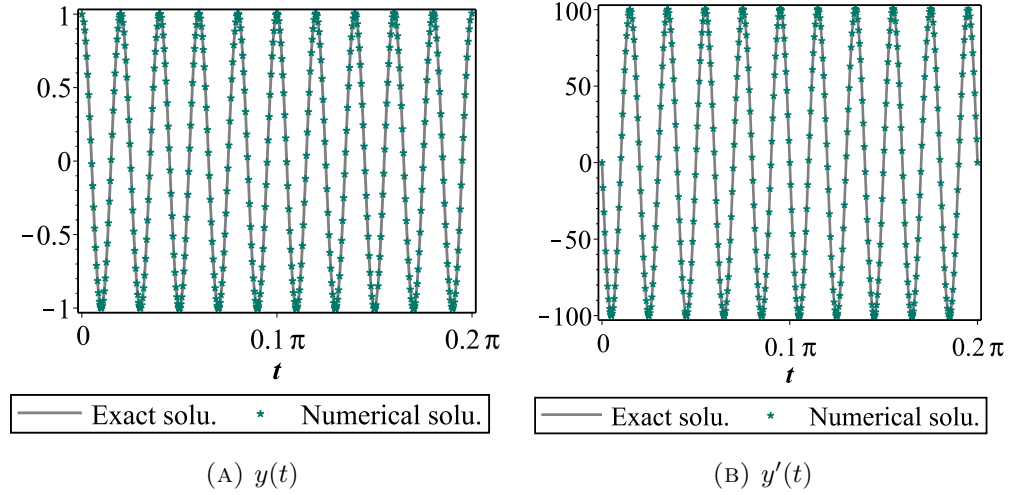 1
0.5
0
−0.5
−1
0
0.1 π
0.2 π
t
Exact solu.
Numerical solu.
(A) y(t)
100
50
0
−50
−100
0
0.1 π
0.2 π
t
Exact solu.
Numerical solu.
(B) y′(t)